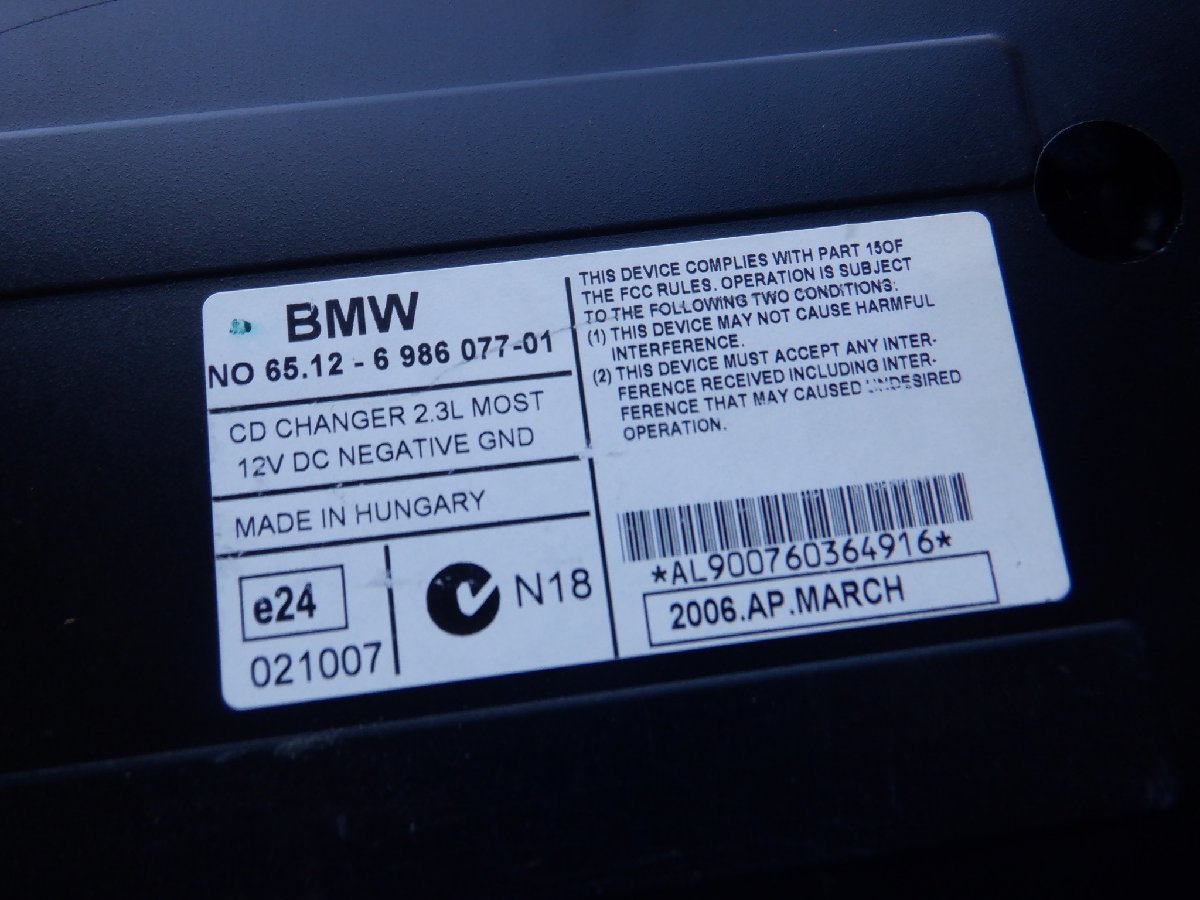 BMW
NO 65.12 - 6 986 077-01
CD CHANGER 2.3L MOST
12V DC NEGATIVE GND
MADE IN HUNGARY
e24
021007
N18
THIS DEVICE COMPLIES WITH PART 15OF
THE FCC RULES. OPERATION IS SUBJECT
TO THE FOLLOWING TWO CONDITIONS:
(1) THIS DEVICE MAY NOT CAUSE HARMFUL
INTERFERENCE.
(2) THIS DEVICE MUST ACCEPT ANY INTER-
FERENCE RECEIVED INCLUDING INTER-
FERENCE THAT MAY CAUSED UNDESIRED
OPERATION.
*AL900760364916*
2006.AP.MARCH